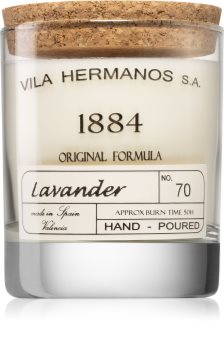 VILA HERMANOS S.A.
1884
ORIGINAL FORMULA
Lavander
NO.
70
made in Spain
Valencia
APPROX BURN TIME 50H
HAND - POURED